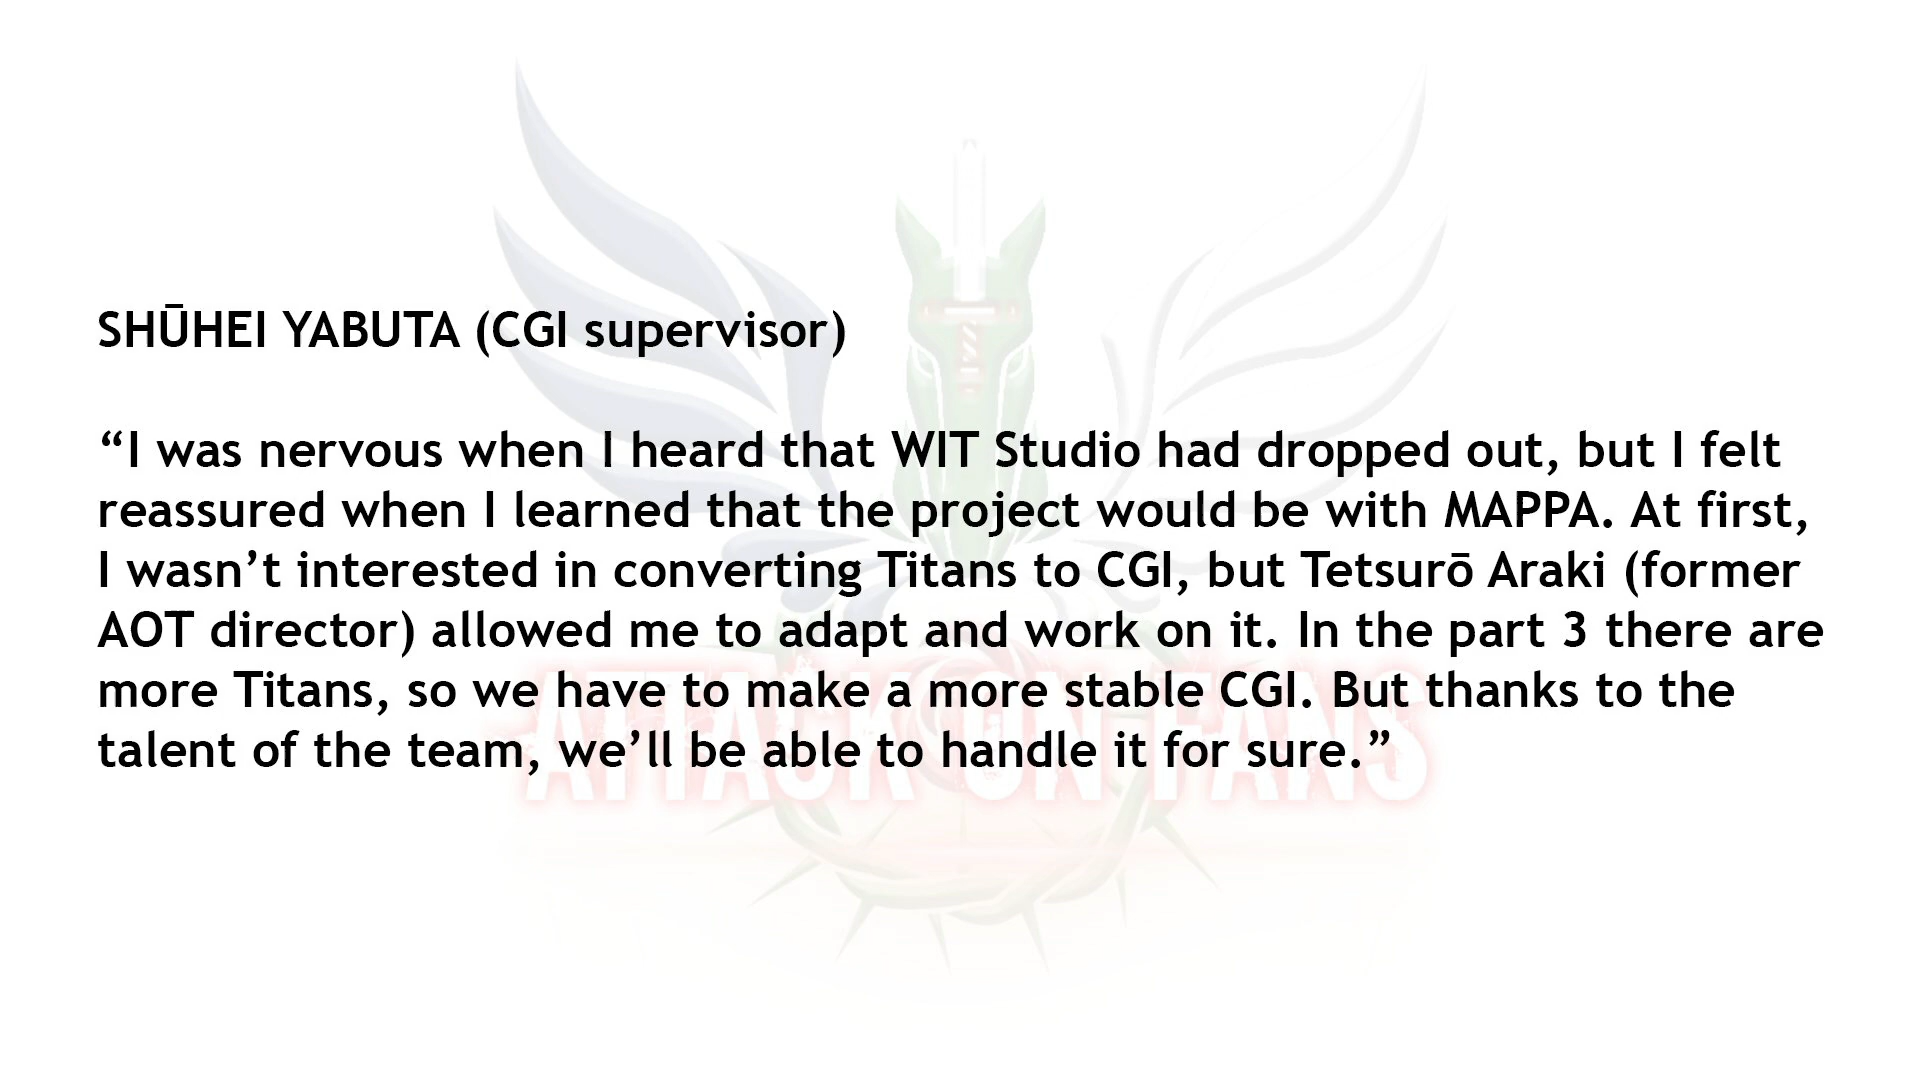 SHŪHEI YABUTA (CGI supervisor)
“I was nervous when I heard that WIT Studio had dropped out, but I felt
reassured when I learned that the project would be with MAPPA. At first,
I wasn’t interested in converting Titans to CGI, but Tetsurō Araki (former
AOT director) allowed me to adapt and work on it. In the part 3 there are
more Titans, so we have to make a more stable CGI. But thanks to the
talent of the team, we’ll be able to handle it for sure.”
ATTACK ON FANS